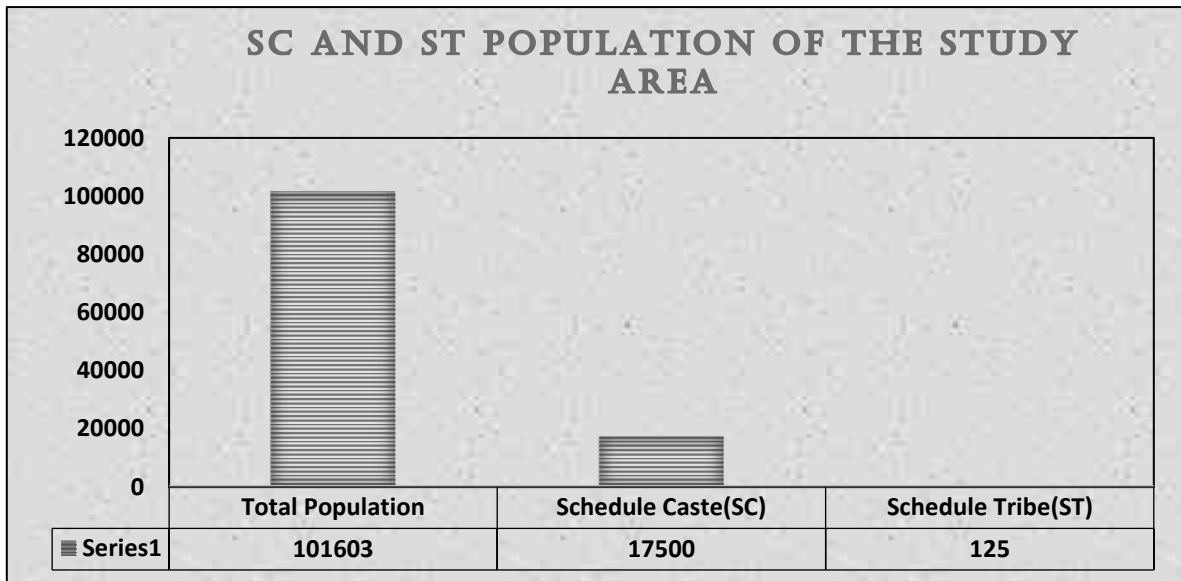 SC AND ST POPULATION OF THE STUDY
AREA
120000
100000
80000
60000
40000
20000
0
Total Population Schedule Caste(SC) Schedule Tribe(ST)
Series1 101603 17500 125